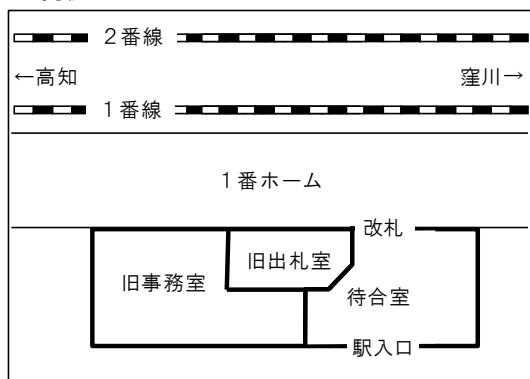 2番線
←高知 窪川→
1番線
1番ホーム
改札
旧出札室
旧事務室
待合室
駅入口